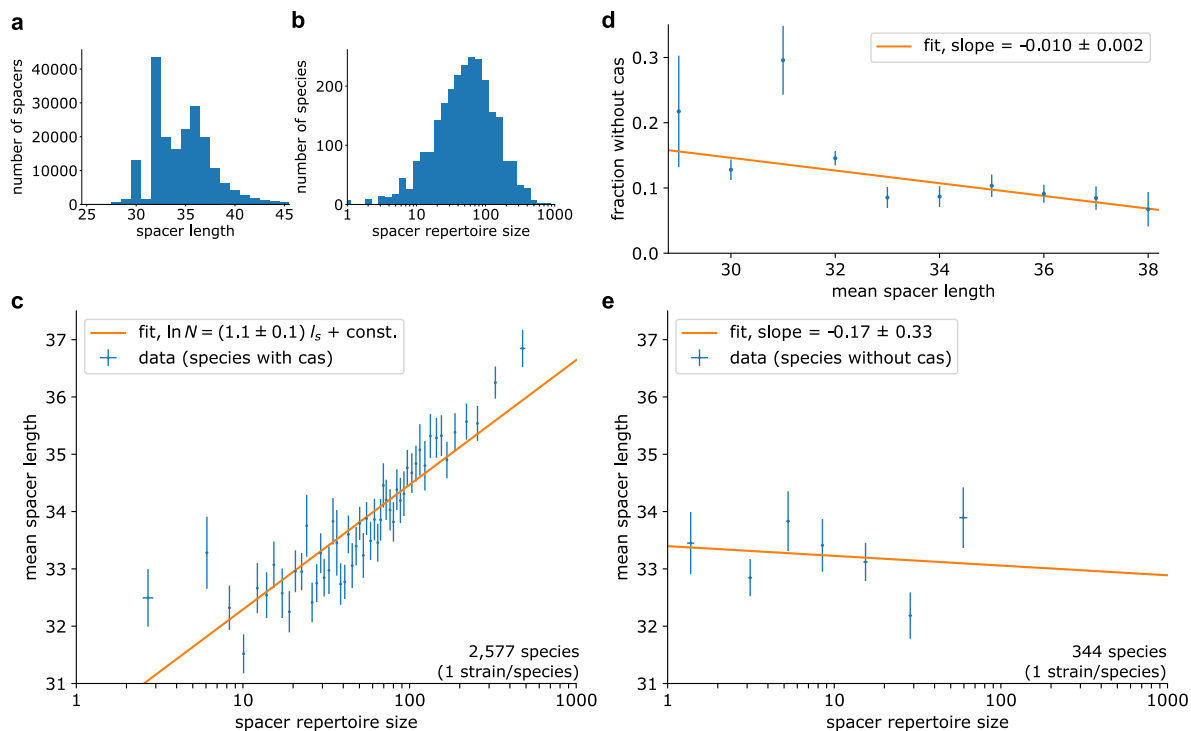 a
number of spacers
40000
30000
20000
10000
0
25
30
35
40
45
spacer length
b
number of species
200
100
0
1
10
100
1000
spacer repertoire size
d
fraction without cas
0.3
0.2
0.1
0.0
fit, slope = -0.010 ± 0.002
30
32
34
36
38
mean spacer length
c
mean spacer length
37
36
35
34
33
32
31
fit, ln N = (1.1 ± 0.1) lₛ + const.
data (species with cas)
2,577 species
(1 strain/species)
1
10
100
1000
spacer repertoire size
e
mean spacer length
37
36
35
34
33
32
31
fit, slope = -0.17 ± 0.33
data (species without cas)
344 species
(1 strain/species)
1
10
100
1000
spacer repertoire size